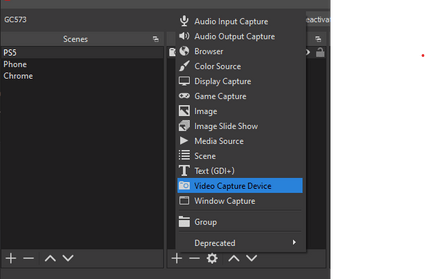 GC573
eactivat
Scenes
PS5
Phone
Chrome
Audio Input Capture
Audio Output Capture
Browser
Color Source
Display Capture
Game Capture
Image
Image Slide Show
Media Source
Scene
Text (GDI+)
Video Capture Device
Window Capture
Group
Deprecated